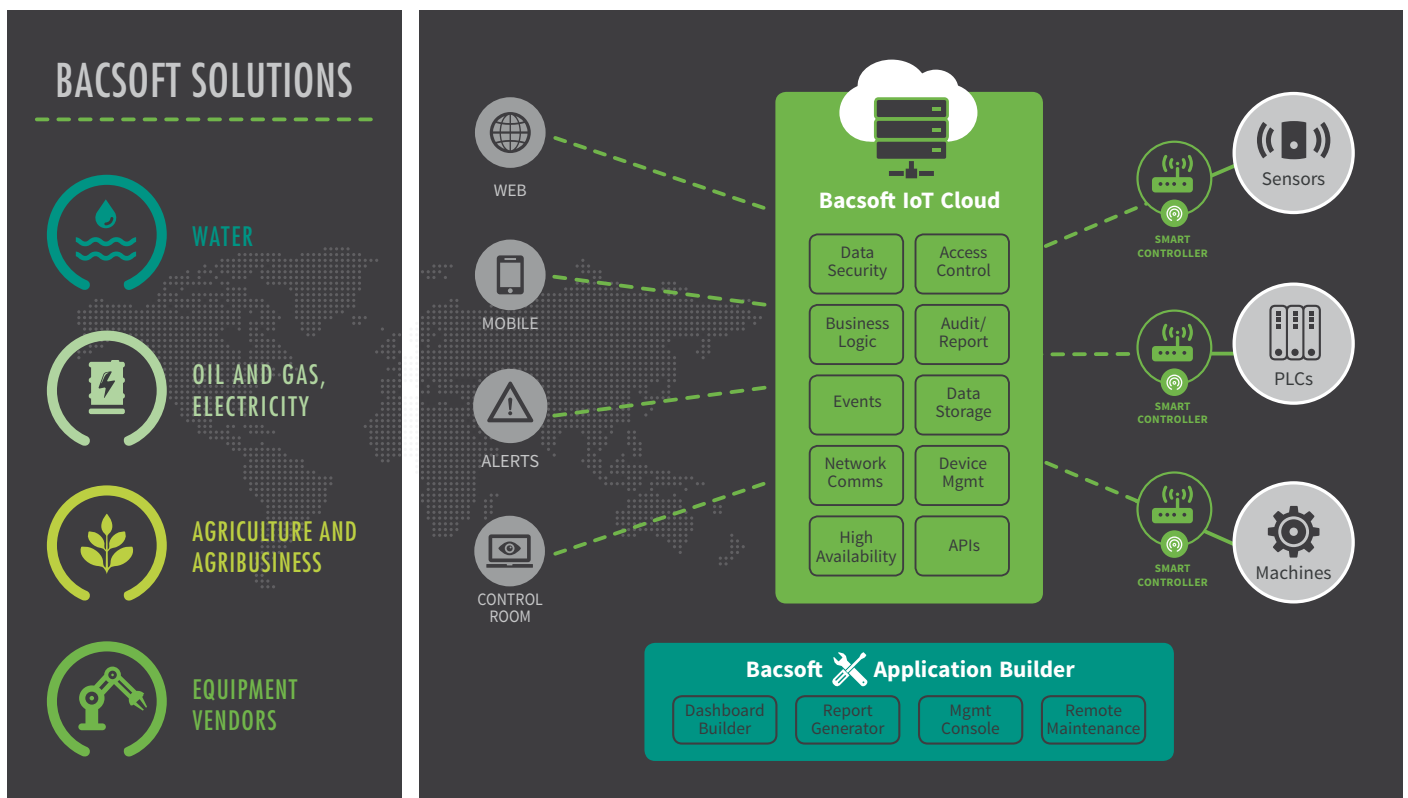 BACSOFT SOLUTIONS
WATER
OIL AND GAS,
ELECTRICITY
AGRICULTURE AND
AGRIBUSINESS
EQUIPMENT
VENDORS
WEB
MOBILE
ALERTS
CONTROL
ROOM
Bacsoft IoT Cloud
Data
Security
Access
Control
Business
Logic
Audit/
Report
Events
Data
Storage
Network
Comms
Device
Mgmt
High
Availability
APIs
SMART
CONTROLLER
Sensors
SMART
CONTROLLER
PLCs
SMART
CONTROLLER
Machines
Bacsoft Application Builder
Dashboard
Builder
Report
Generator
Mgmt
Console
Remote
Maintenance